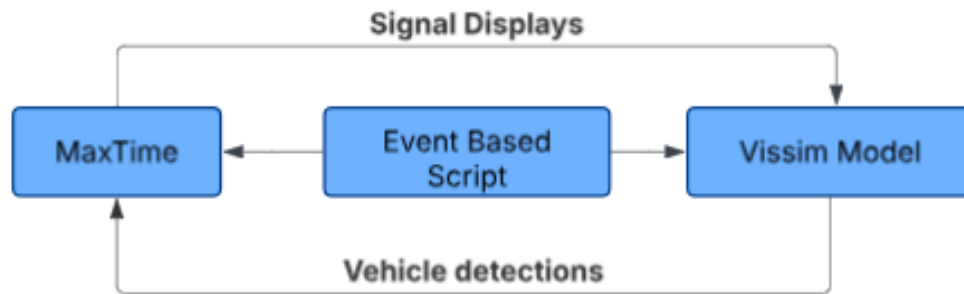 Signal Displays
MaxTime
Event Based
Script
Vissim Model
Vehicle detections